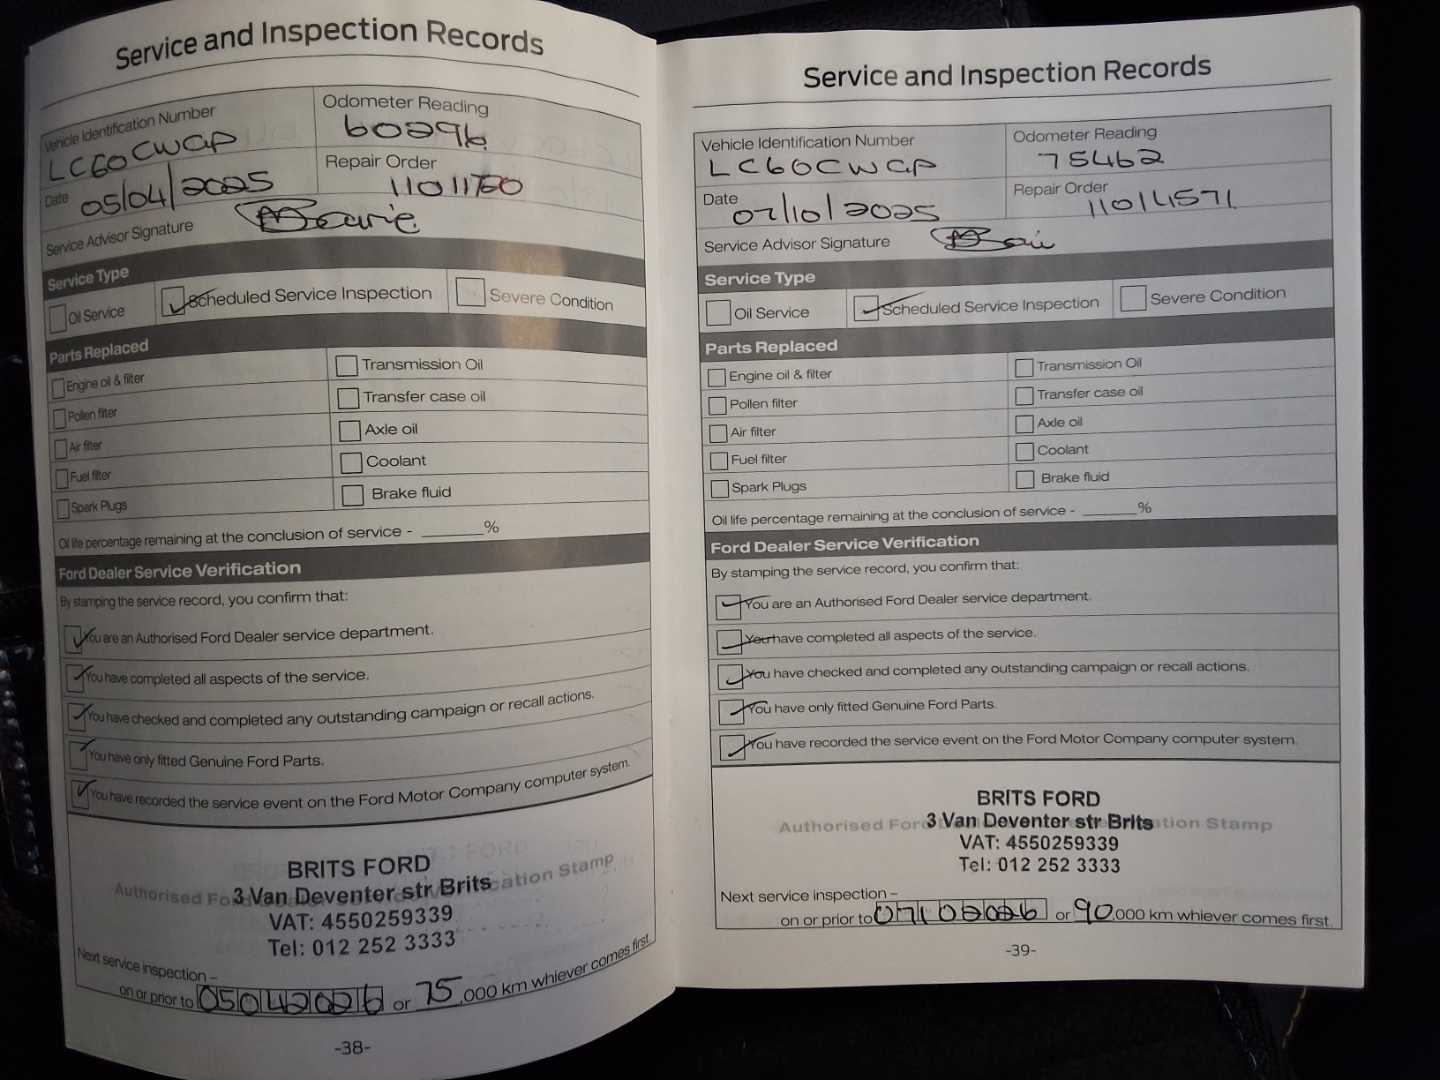 Service and Inspection Records
Vehicle Identification Number
LC60CWGP
Odometer Reading
60296
Date 05/04/2025
Repair Order
11011760
Service Advisor Signature
Service Type
Oil Service
Scheduled Service Inspection
Severe Condition
Parts Replaced
Engine oil & filter
Transmission Oil
Pollen filter
Transfer case oil
Air filter
Axle oil
Fuel filter
Coolant
Spark Plugs
Brake fluid
Oil life percentage remaining at the conclusion of service - ______%
Ford Dealer Service Verification
By stamping the service record, you confirm that:
You are an Authorised Ford Dealer service department.
You have completed all aspects of the service.
You have checked and completed any outstanding campaign or recall actions.
You have only fitted Genuine Ford Parts.
You have recorded the service event on the Ford Motor Company computer system.
BRITS FORD
3 Van Deventer str Brits
VAT: 4550259339
Tel: 012 252 3333
Next service inspection –
on or prior to 05042026 or 75,000 km whiever comes first.
-38-
Service and Inspection Records
Vehicle Identification Number
LC60CWGP
Odometer Reading
75462
Date 07/10/2025
Repair Order
11014571
Service Advisor Signature
Service Type
Oil Service
Scheduled Service Inspection
Severe Condition
Parts Replaced
Engine oil & filter
Transmission Oil
Pollen filter
Transfer case oil
Air filter
Axle oil
Fuel filter
Coolant
Spark Plugs
Brake fluid
Oil life percentage remaining at the conclusion of service - ______%
Ford Dealer Service Verification
By stamping the service record, you confirm that:
You are an Authorised Ford Dealer service department.
You have completed all aspects of the service.
You have checked and completed any outstanding campaign or recall actions.
You have only fitted Genuine Ford Parts.
You have recorded the service event on the Ford Motor Company computer system.
BRITS FORD
3 Van Deventer str Brits
VAT: 4550259339
Tel: 012 252 3333
Next service inspection –
on or prior to 07102026 or 90,000 km whiever comes first.
-39-